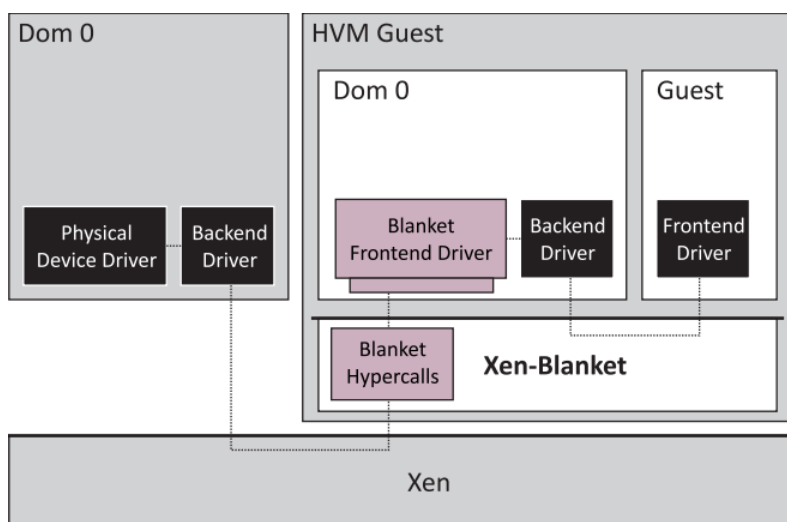 Dom 0
HVM Guest
Dom 0
Guest
Physical
Device Driver
Backend
Driver
Blanket
Frontend Driver
Backend
Driver
Frontend
Driver
Blanket
Hypercalls
Xen-Blanket
Xen